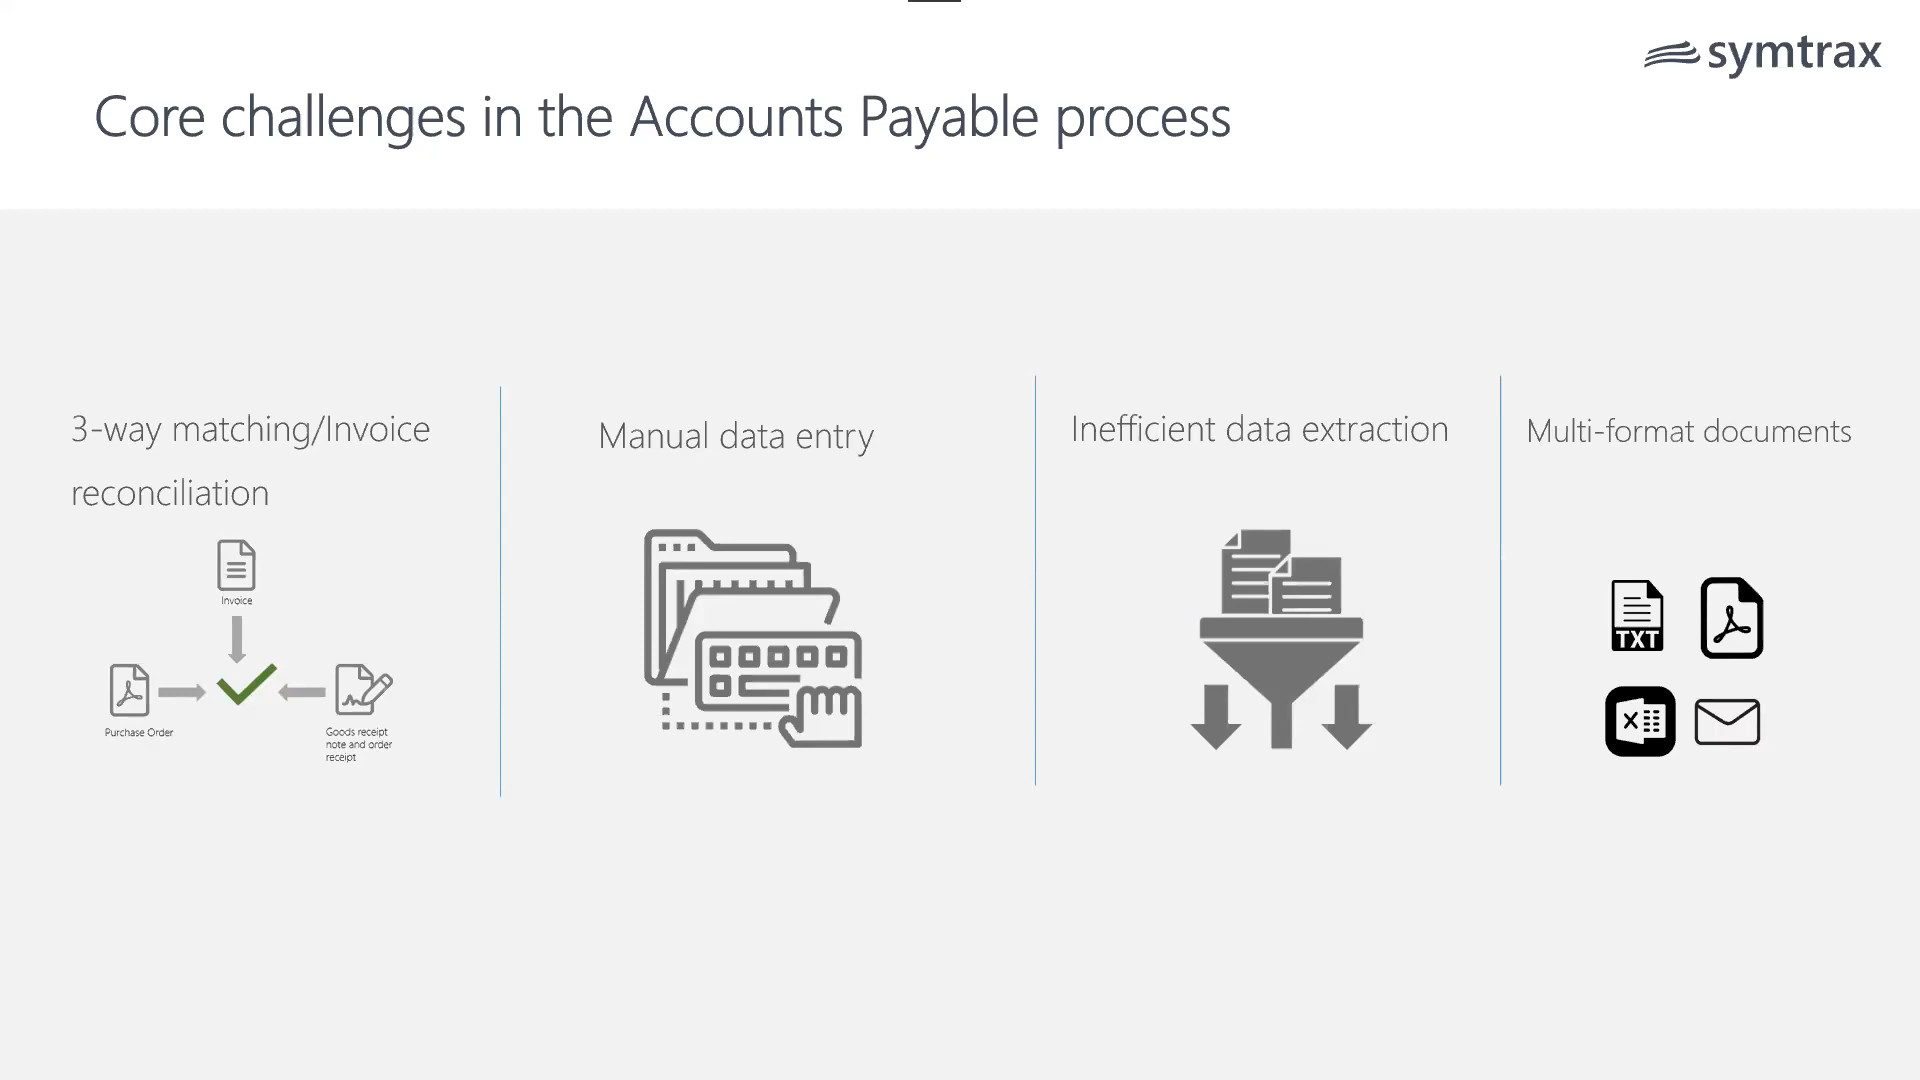 symtrax
Core challenges in the Accounts Payable process
3-way matching/Invoice
reconciliation
Invoice
Purchase Order
Goods receipt
note and order
receipt
Manual data entry
Inefficient data extraction
Multi-format documents
TXT
X